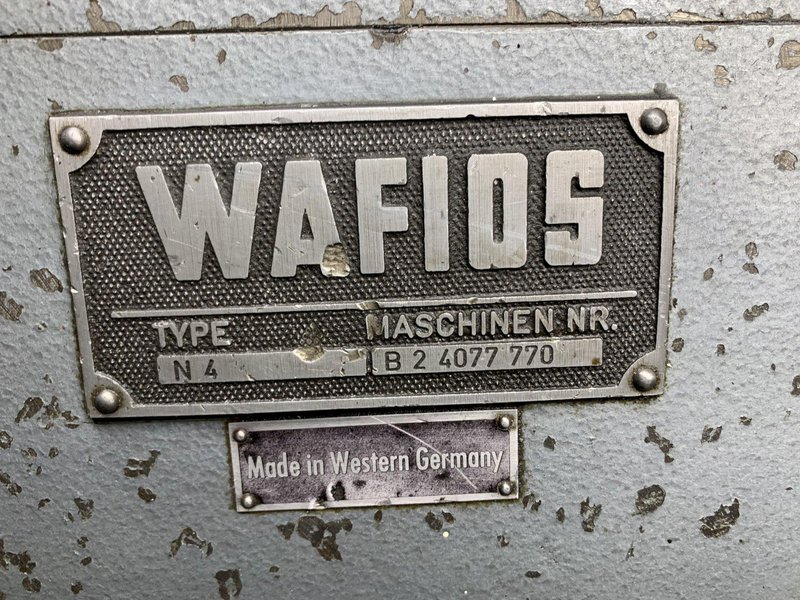 WAFIOS
TYPE MASCHINEN NR.
N 4 B 2 4077 770
Made in Western Germany